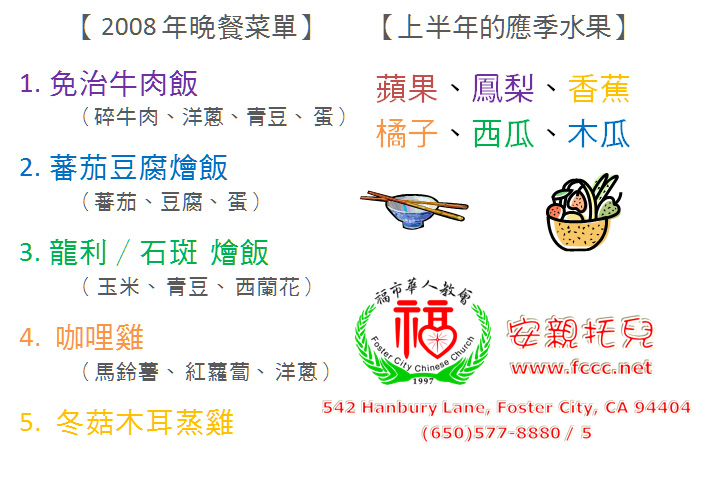 【 2008 年晚餐菜單】
1. 免治牛肉飯
（碎牛肉、洋蔥、青豆、蛋）
2. 蕃茄豆腐燴飯
（蕃茄、豆腐、蛋）
3. 龍利／石斑 燴飯
（玉米、青豆、西蘭花）
4. 咖哩雞
（馬鈴薯、紅蘿蔔、洋蔥）
5. 冬菇木耳蒸雞
【上半年的應季水果】
蘋果、鳳梨、香蕉
橘子、西瓜、木瓜
福市華人教會
福
Foster City Chinese Church
1997
安親托兒
www.fccc.net
542 Hanbury Lane, Foster City, CA 94404
(650)577-8880 / 5